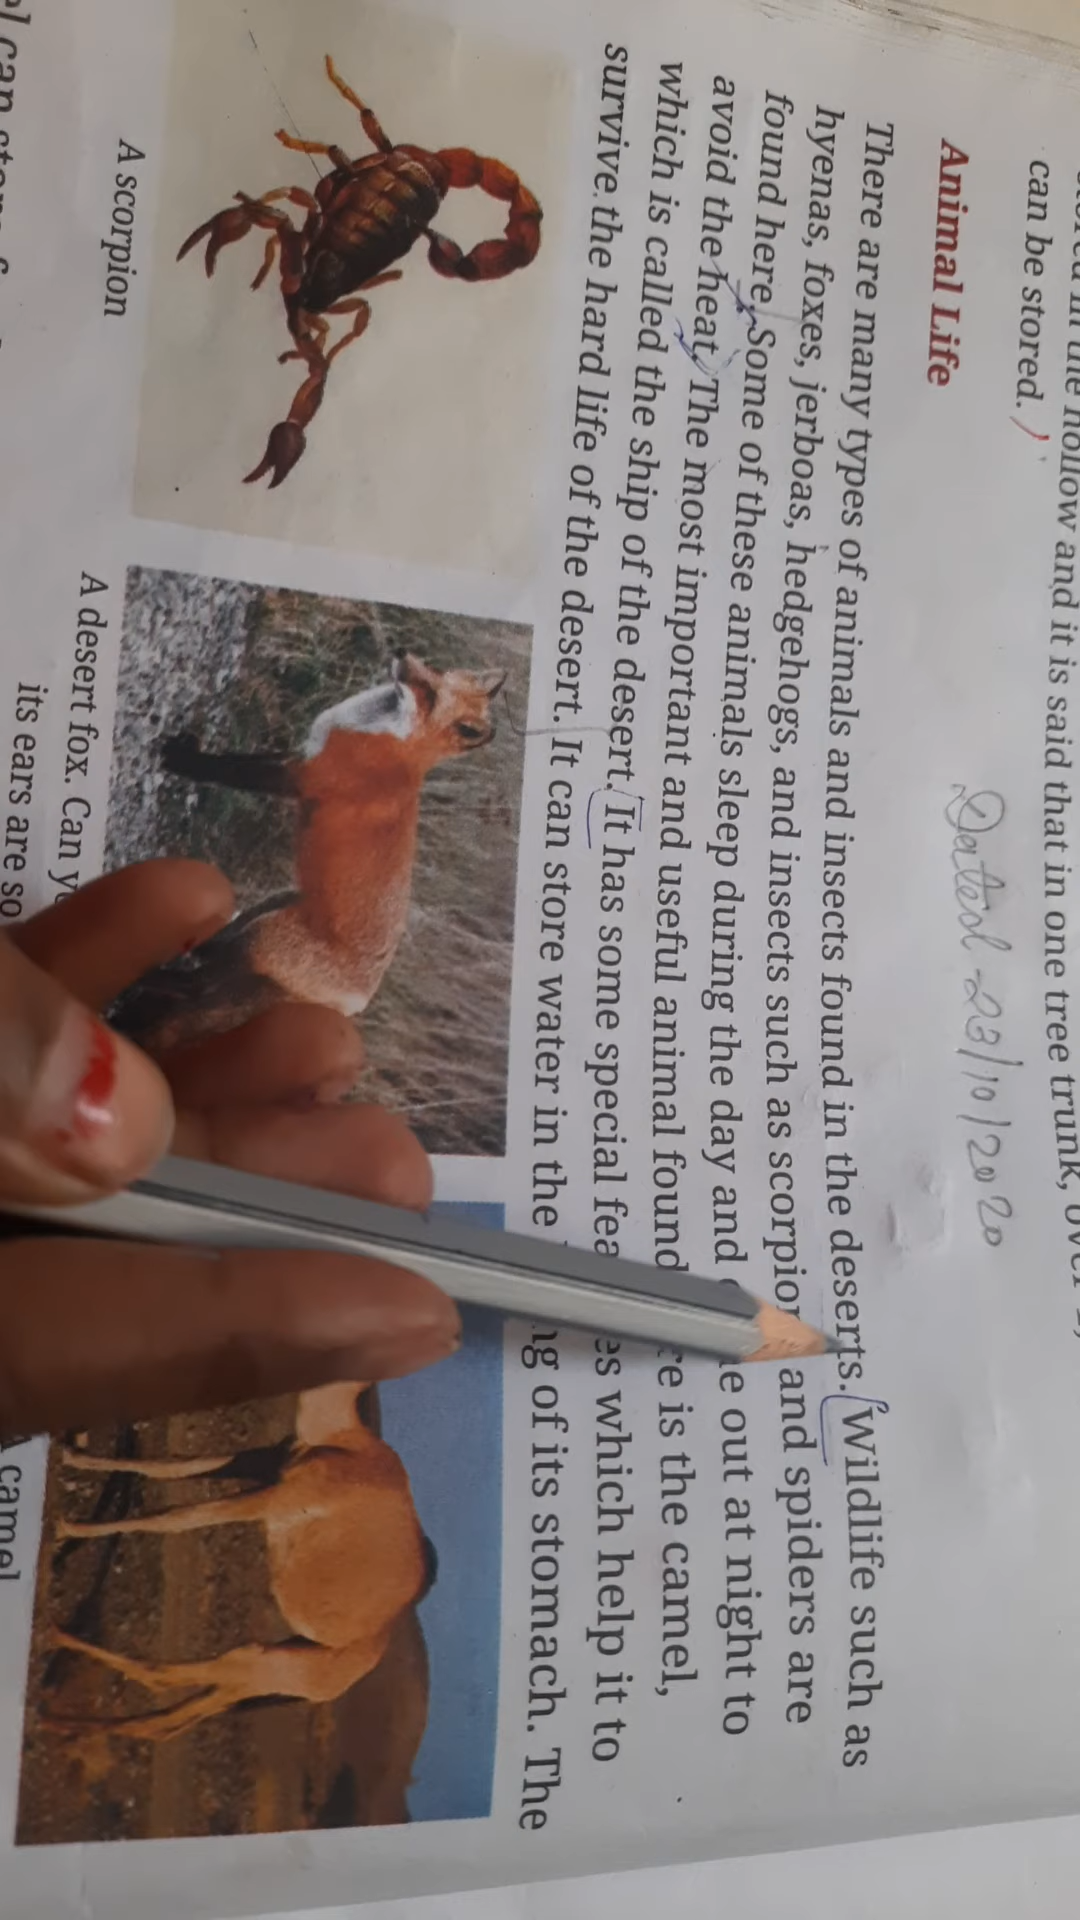 hollow and it is said that in one tree trunk,
can be stored.
Dated - 23/10/2020
Animal Life
There are many types of animals and insects found in the deserts. Wildlife such as
hyenas, foxes, jerboas, hedgehogs, and insects such as scorpion and spiders are
found here. Some of these animals sleep during the day and out at night to
avoid the heat. The most important and useful animal found is the camel,
which is called the ship of the desert. It has some special which help it to
survive the hard life of the desert. It can store water in the of its stomach. The
A scorpion
A desert fox. Can
its ears are so
camel
can